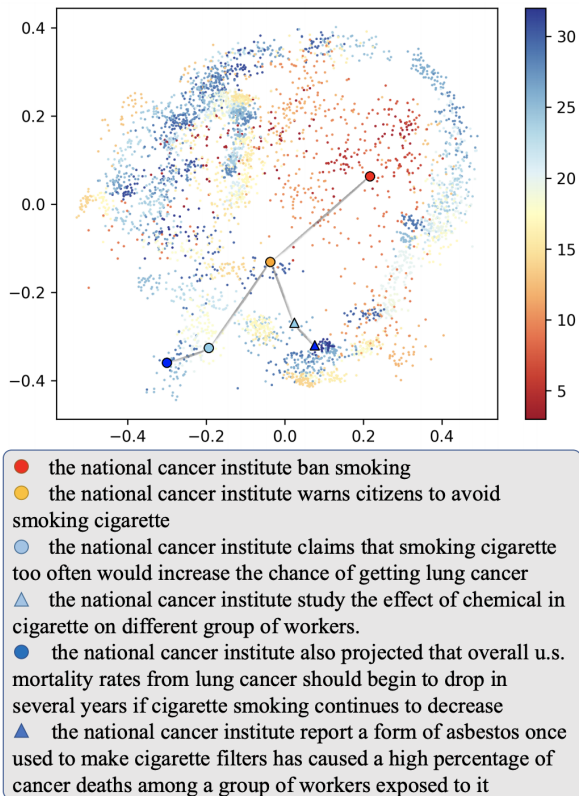 0.4
0.2
0.0
−0.2
−0.4
−0.4 −0.2 0.0 0.2 0.4
30
25
20
15
10
5
the national cancer institute ban smoking
the national cancer institute warns citizens to avoid
smoking cigarette
the national cancer institute claims that smoking cigarette
too often would increase the chance of getting lung cancer
the national cancer institute study the effect of chemical in
cigarette on different group of workers.
the national cancer institute also projected that overall u.s.
mortality rates from lung cancer should begin to drop in
several years if cigarette smoking continues to decrease
the national cancer institute report a form of asbestos once
used to make cigarette filters has caused a high percentage of
cancer deaths among a group of workers exposed to it